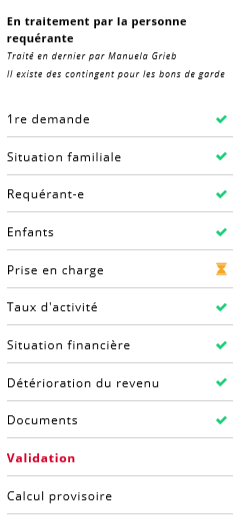 En traitement par la personne
requérante
Traité en dernier par Manuela Grieb
Il existe des contingent pour les bons de garde
1re demande
Situation familiale
Requérant-e
Enfants
Prise en charge
Taux d'activité
Situation financière
Détérioration du revenu
Documents
Validation
Calcul provisoire